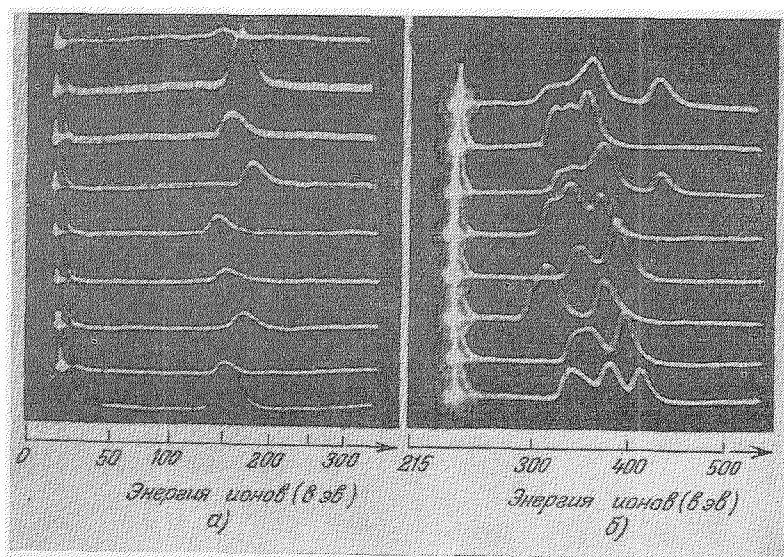 0 50 100 200 300
Энергия ионов (в эв)
а)
215 300 400 500
Энергия ионов (в эв)
б)